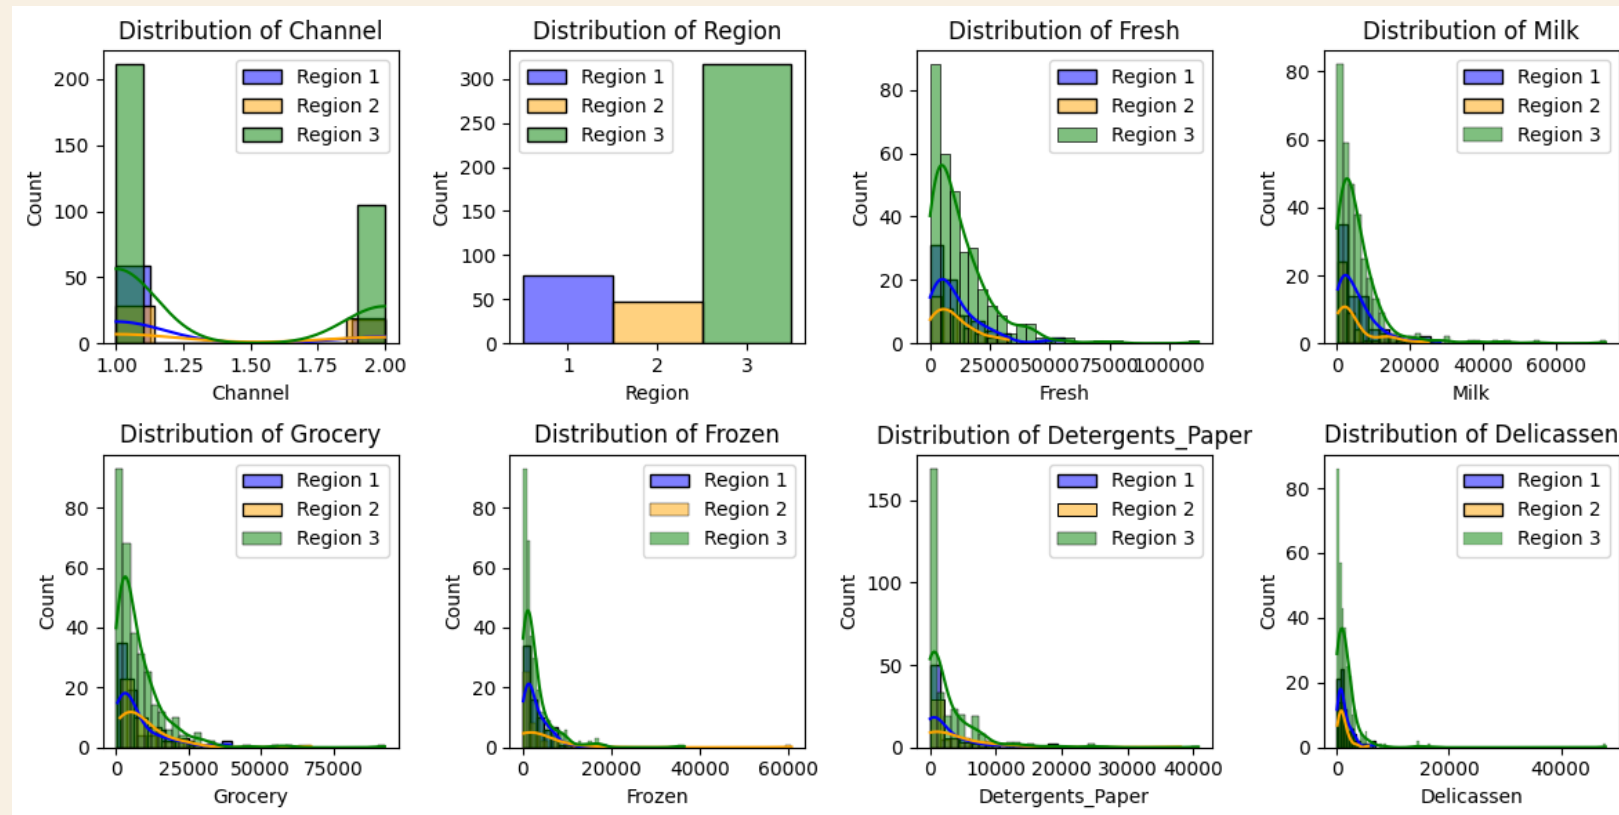 Distribution of Channel
200
150
100
50
0
Count
Region 1
Region 2
Region 3
1.00 1.25 1.50 1.75 2.00
Channel
Distribution of Region
300
250
200
150
100
50
0
Count
Region 1
Region 2
Region 3
1 2 3
Region
Distribution of Fresh
80
60
40
20
0
Count
Region 1
Region 2
Region 3
0 25000 50000 75000 100000
Fresh
Distribution of Milk
80
60
40
20
0
Count
Region 1
Region 2
Region 3
0 20000 40000 60000
Milk
Distribution of Grocery
80
60
40
20
0
Count
Region 1
Region 2
Region 3
0 25000 50000 75000
Grocery
Distribution of Frozen
80
60
40
20
0
Count
Region 1
Region 2
Region 3
0 20000 40000 60000
Frozen
Distribution of Detergents_Paper
150
100
50
0
Count
Region 1
Region 2
Region 3
0 10000 20000 30000 40000
Detergents_Paper
Distribution of Delicassen
80
60
40
20
0
Count
Region 1
Region 2
Region 3
0 20000 40000
Delicassen